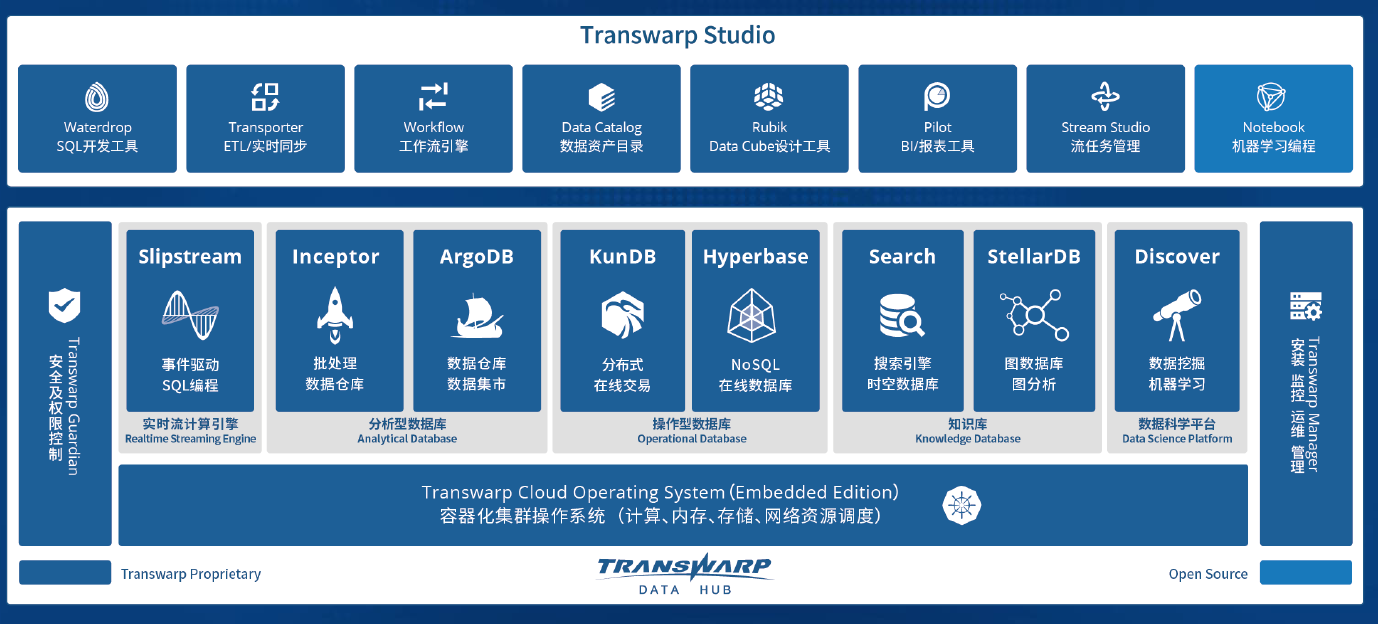 Transwarp Studio
Waterdrop
SQL开发工具
Transporter
ETL/实时同步
Workflow
工作流引擎
Data Catalog
数据资产目录
Rubik
Data Cube设计工具
Pilot
BI/报表工具
Stream Studio
流任务管理
Notebook
机器学习编程
Transwarp Guardian
安全及权限控制
Slipstream
事件驱动
SQL编程
实时流计算引擎
Realtime Streaming Engine
Inceptor
批处理
数据仓库
ArgoDB
数据仓库
数据集市
分析型数据库
Analytical Database
KunDB
分布式
在线交易
Hyperbase
NoSQL
在线数据库
操作型数据库
Operational Database
Search
搜索引擎
时空数据库
StellarDB
图数据库
图分析
知识库
Knowledge Database
Discover
数据挖掘
机器学习
数据科学平台
Data Science Platform
Transwarp Manager
安装 监控 运维 管理
Transwarp Cloud Operating System (Embedded Edition)
容器化集群操作系统（计算、内存、存储、网络资源调度）
Transwarp Proprietary
TRANSWARP
DATA HUB
Open Source